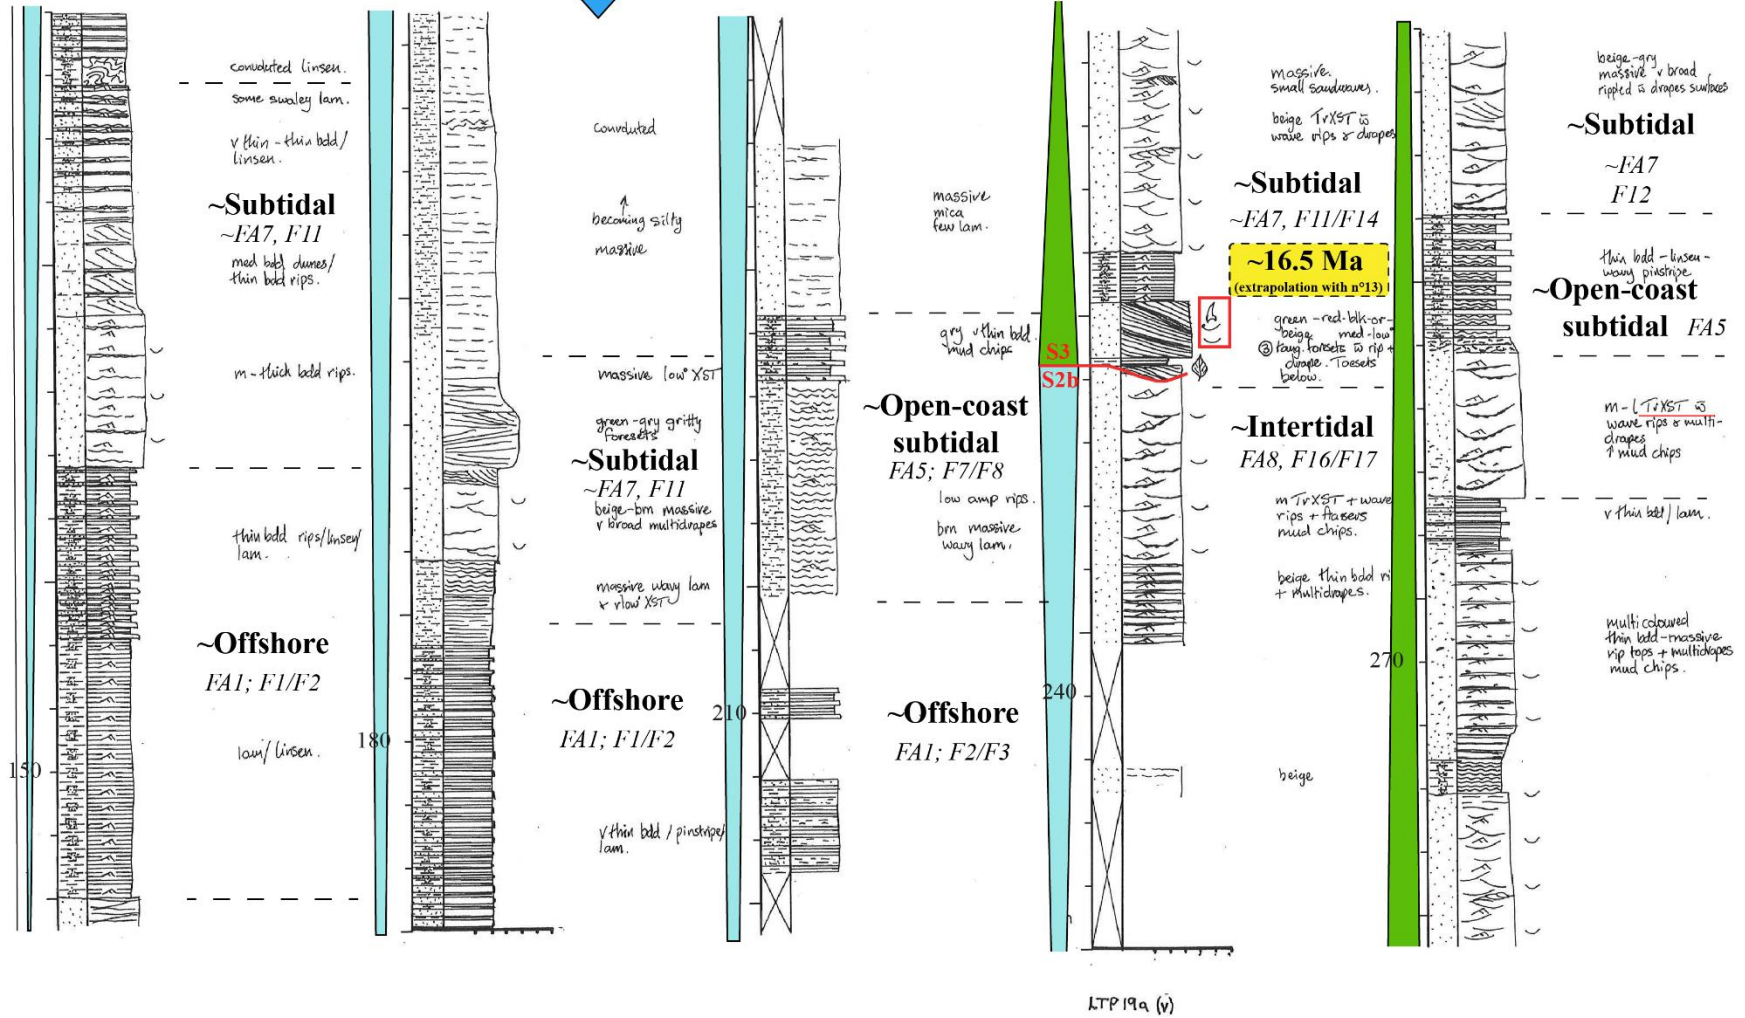 convoluted linsen.
some swaley lam.
v thin - thin bdd/
linsen.
~Subtidal
~FA7, F11
med bdd dunes/
thin bdd rips.
m-thick bdd rips.
thin bdd rips/linsen/
lam.
~Offshore
FA1; F1/F2
lam/linsen.
150
convoluted
↑
becoming silty
massive
massive low XST
green-gry gritty
foresets
~Subtidal
~FA7, F11
beige-brn massive
v broad multidrapes
massive wavy lam
+ vlow XST
~Offshore
FA1; F1/F2
180
v thin bdd / pinstripe/
lam.
massive
mica
few lam.
gry v thin bdd
mud chips
~Open-coast
subtidal
FA5; F7/F8
low amp rips.
brn massive
wavy lam.
210
~Offshore
FA1; F2/F3
massive.
small sandwaves.
beige TrXST w̄
wave rips & drapes
~Subtidal
~FA7, F11/F14
~16.5 Ma
(extrapolation with n°13)
green-red-blk-or-
beige med-low
③ tang. foresets w̄ rip +
drape. Toesets
below.
S3
S2b
~Intertidal
FA8, F16/F17
m TrXST + wave
rips + flasers
mud chips.
beige thin bdd ri
+ multidrapes.
240
beige
LTP19a (v)
beige-gry
massive v broad
rippled w̄ drapes surfaces
~Subtidal
~FA7
F12
thin bdd-linsen-
wavy pinstripe
~Open-coast
subtidal FA5
m-l TrXST w̄
wave rips & multi-
drapes
↑ mud chips
v thin bdd/lam.
multicoloured
thin bdd-massive
rip tops + multidrapes
mud chips.
270